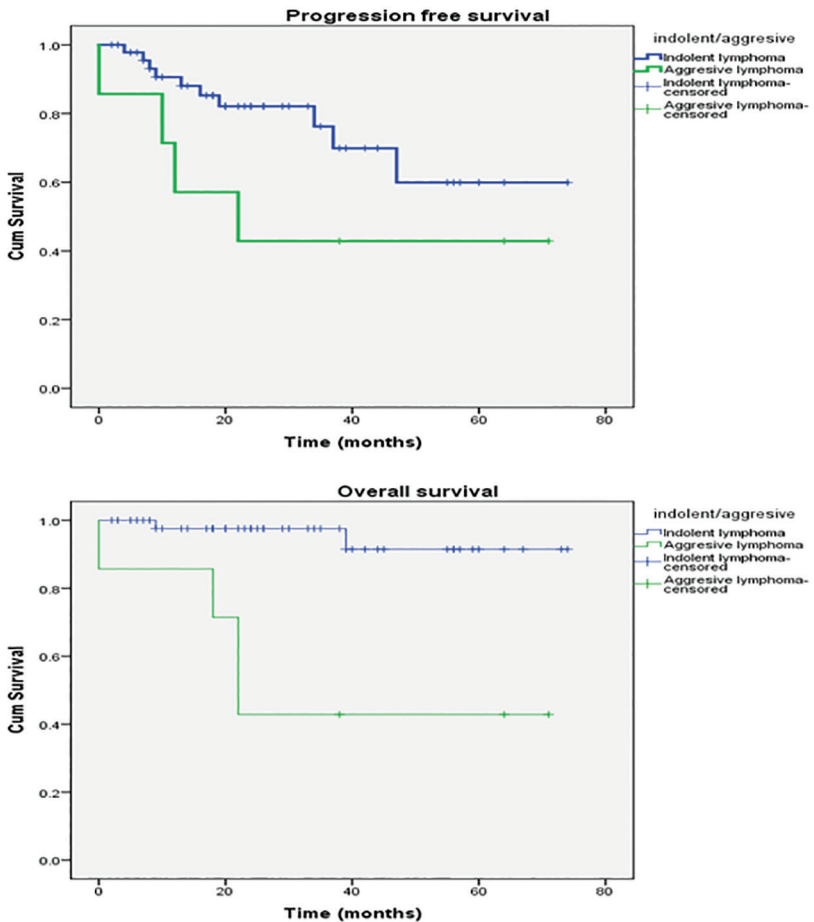 Progression free survival
indolent/aggresive
Indolent lymphoma
Aggresive lymphoma
Indolent lymphoma-
censored
Aggresive lymphoma-
censored
1.0
0.8
0.6
0.4
0.2
0.0
Cum Survival
0 20 40 60 80
Time (months)
Overall survival
indolent/aggresive
Indolent lymphoma
Aggresive lymphoma
Indolent lymphoma-
censored
Aggresive lymphoma-
censored
1.0
0.8
0.6
0.4
0.2
0.0
Cum Survival
0 20 40 60 80
Time (months)